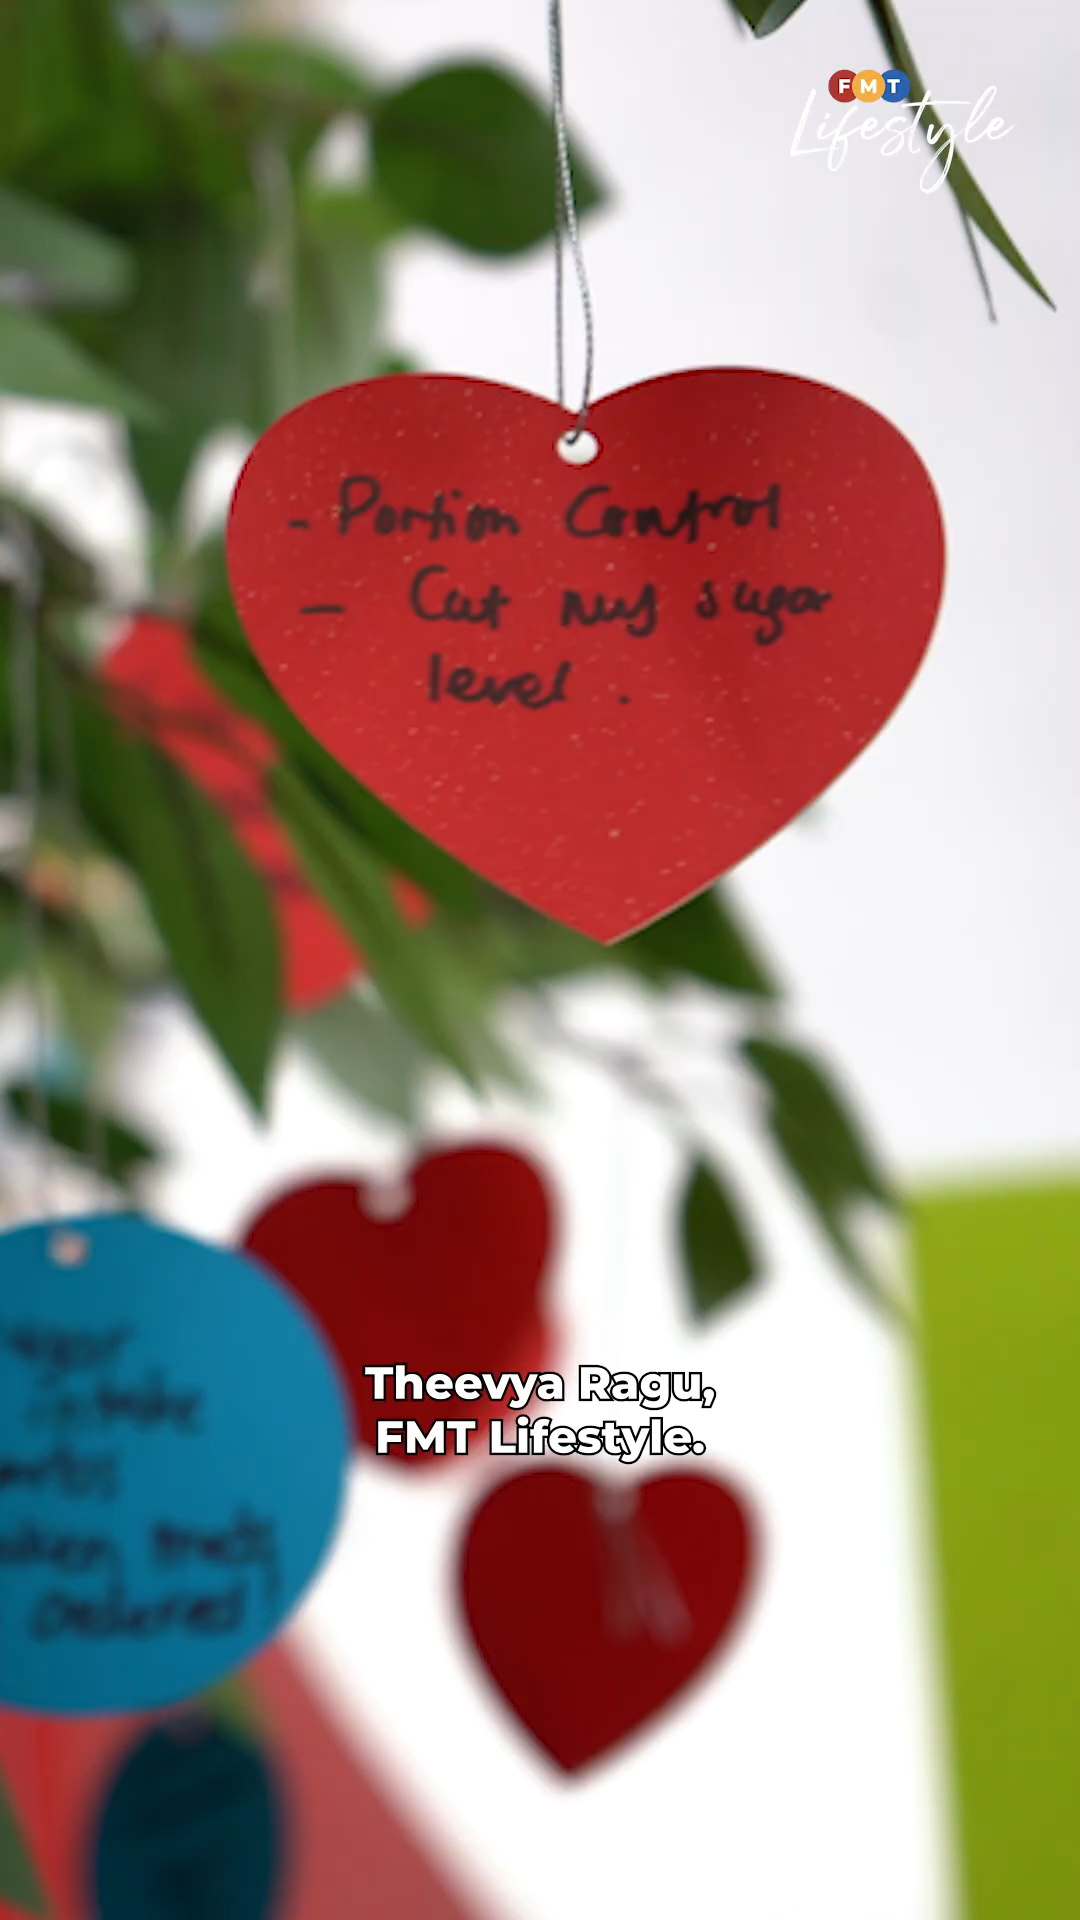 FMT
Lifestyle
- Portion Control
- Cut my sugar
level.
Theevya Ragu,
FMT Lifestyle.